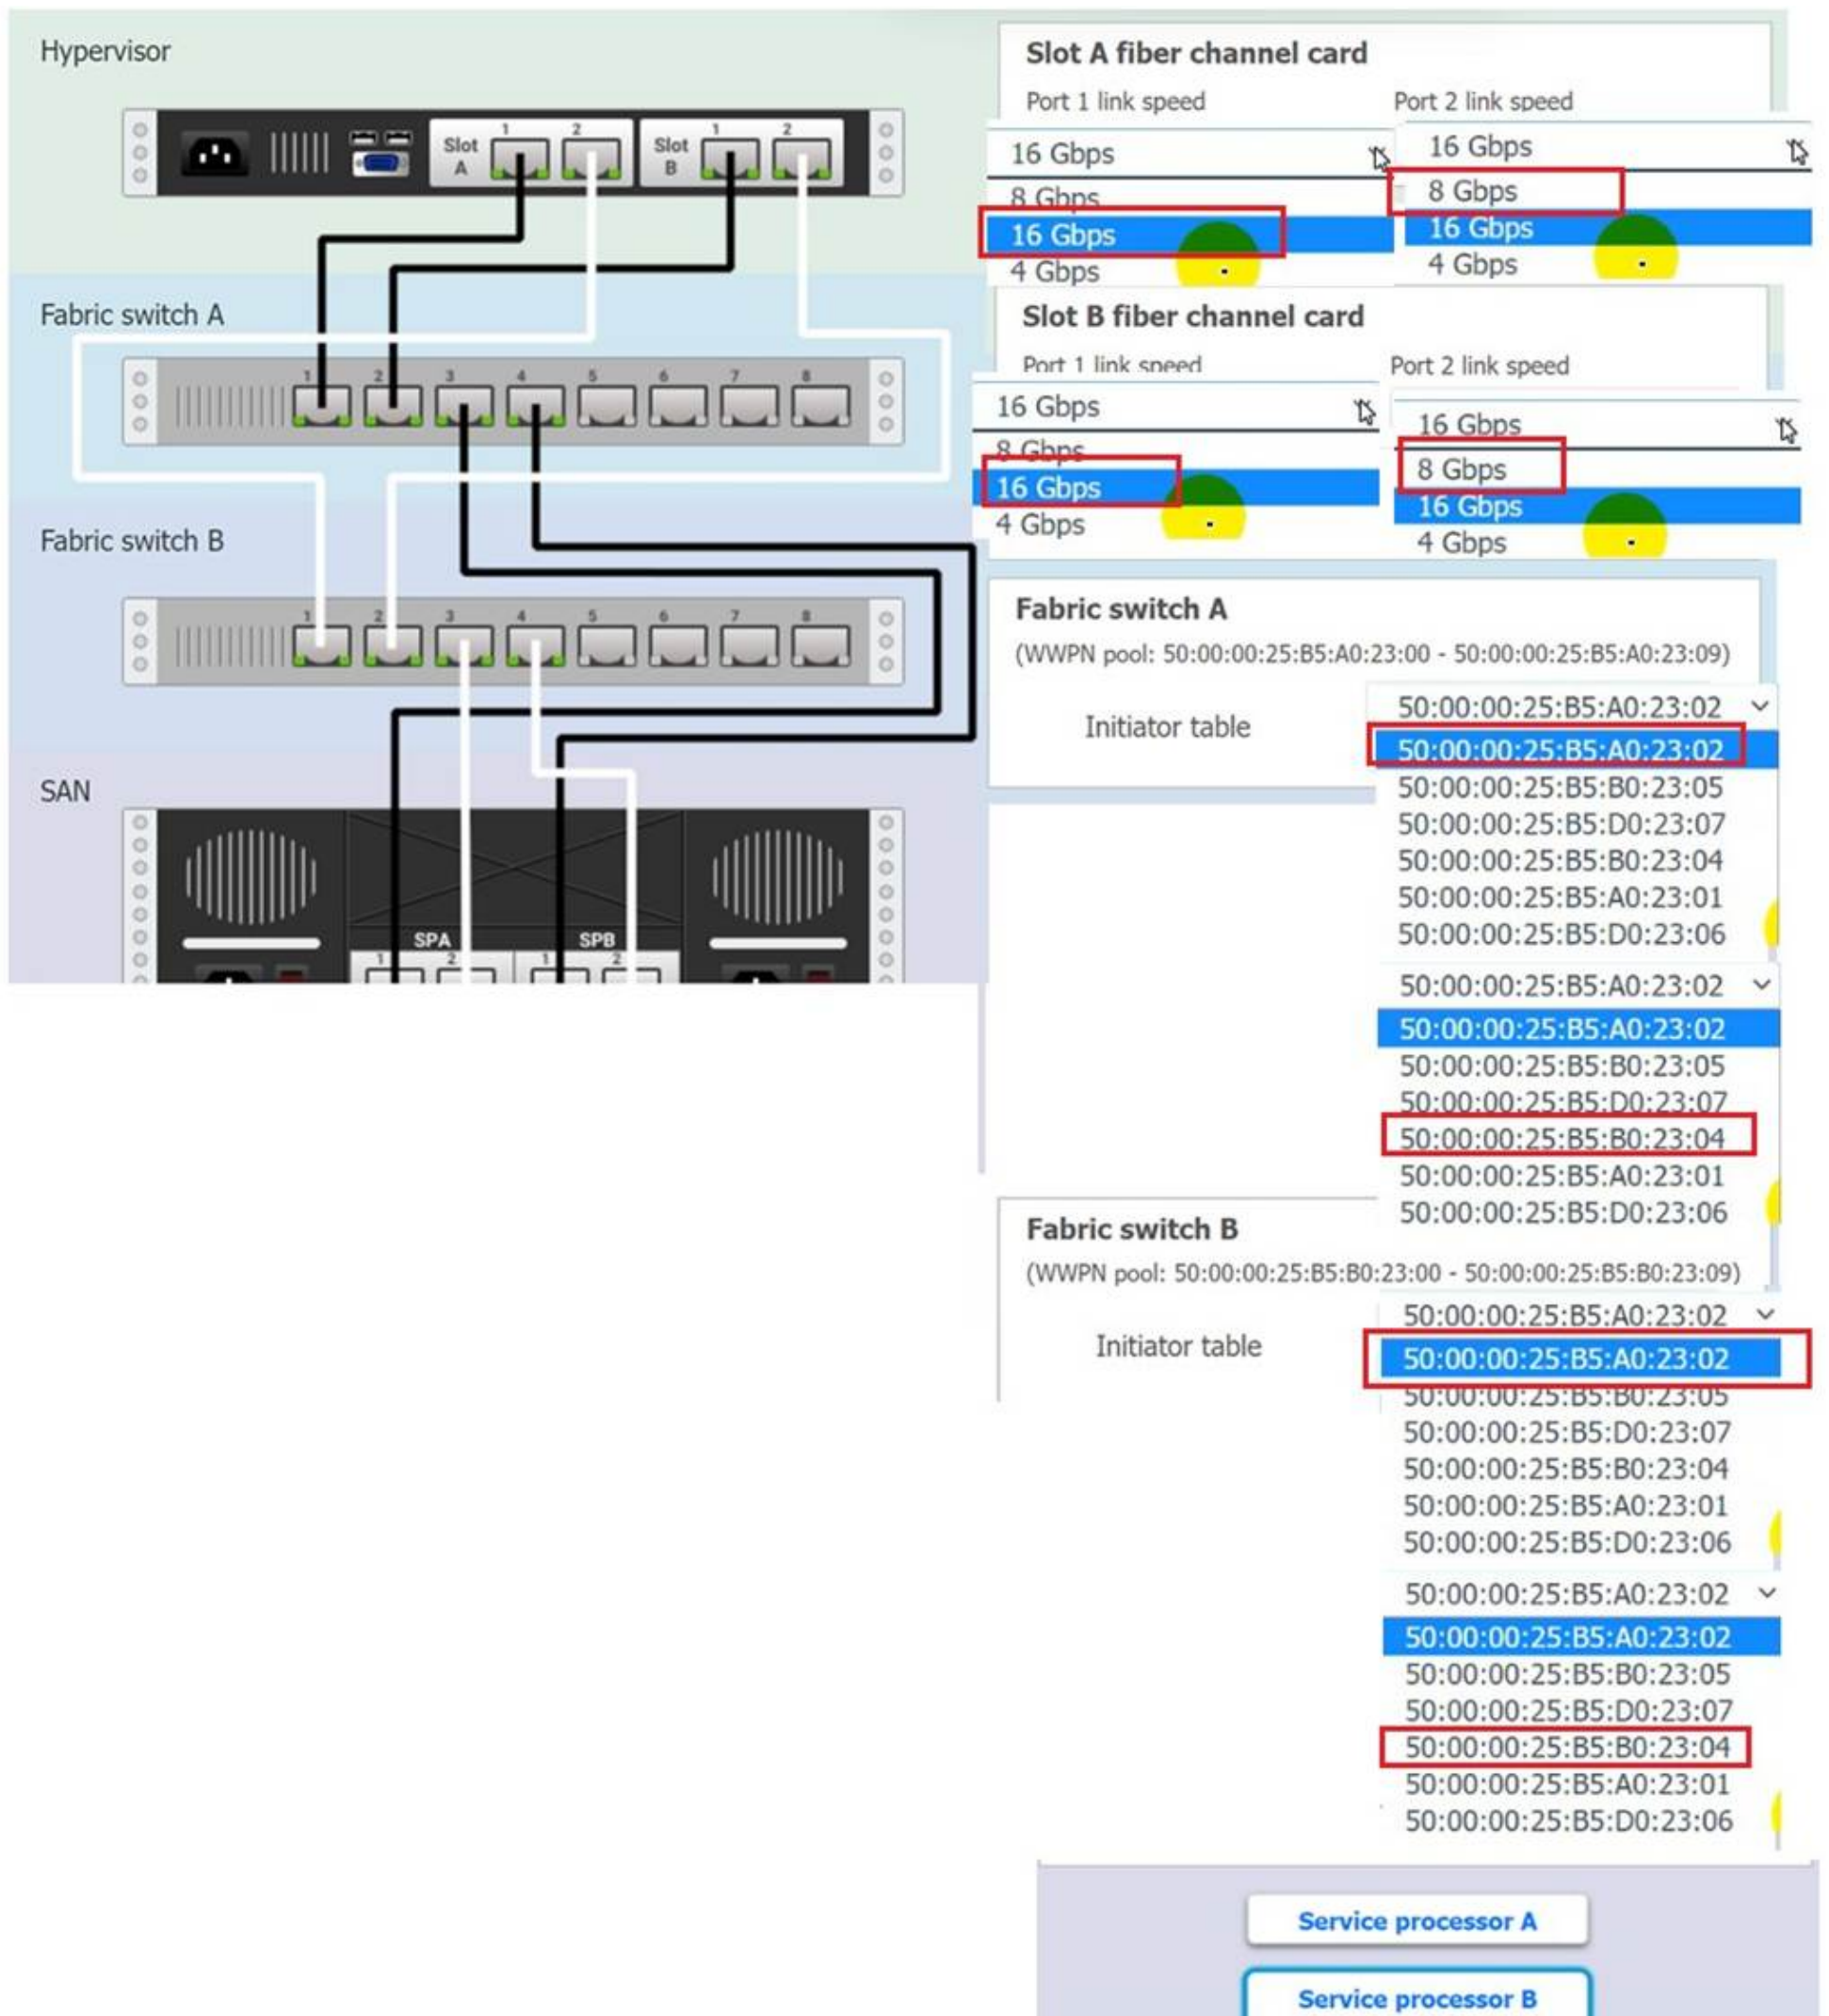 Hypervisor
Slot A
1
2
Slot B
1
2
Fabric switch A
1 2 3 4 5 6 7 8
Fabric switch B
1 2 3 4 5 6 7 8
SAN
SPA
SPB
1 2 1 2
Slot A fiber channel card
Port 1 link speed
Port 2 link speed
16 Gbps
8 Gbps
16 Gbps
4 Gbps
16 Gbps
8 Gbps
16 Gbps
4 Gbps
Slot B fiber channel card
Port 1 link speed
Port 2 link speed
16 Gbps
8 Gbps
16 Gbps
4 Gbps
16 Gbps
8 Gbps
16 Gbps
4 Gbps
Fabric switch A
(WWPN pool: 50:00:00:25:B5:A0:23:00 - 50:00:00:25:B5:A0:23:09)
Initiator table
50:00:00:25:B5:A0:23:02
50:00:00:25:B5:A0:23:02
50:00:00:25:B5:B0:23:05
50:00:00:25:B5:D0:23:07
50:00:00:25:B5:B0:23:04
50:00:00:25:B5:A0:23:01
50:00:00:25:B5:D0:23:06
50:00:00:25:B5:A0:23:02
50:00:00:25:B5:A0:23:02
50:00:00:25:B5:B0:23:05
50:00:00:25:B5:D0:23:07
50:00:00:25:B5:B0:23:04
50:00:00:25:B5:A0:23:01
50:00:00:25:B5:D0:23:06
Fabric switch B
(WWPN pool: 50:00:00:25:B5:B0:23:00 - 50:00:00:25:B5:B0:23:09)
Initiator table
50:00:00:25:B5:A0:23:02
50:00:00:25:B5:A0:23:02
50:00:00:25:B5:B0:23:05
50:00:00:25:B5:D0:23:07
50:00:00:25:B5:B0:23:04
50:00:00:25:B5:A0:23:01
50:00:00:25:B5:D0:23:06
50:00:00:25:B5:A0:23:02
50:00:00:25:B5:A0:23:02
50:00:00:25:B5:B0:23:05
50:00:00:25:B5:D0:23:07
50:00:00:25:B5:B0:23:04
50:00:00:25:B5:A0:23:01
50:00:00:25:B5:D0:23:06
Service processor A
Service processor B